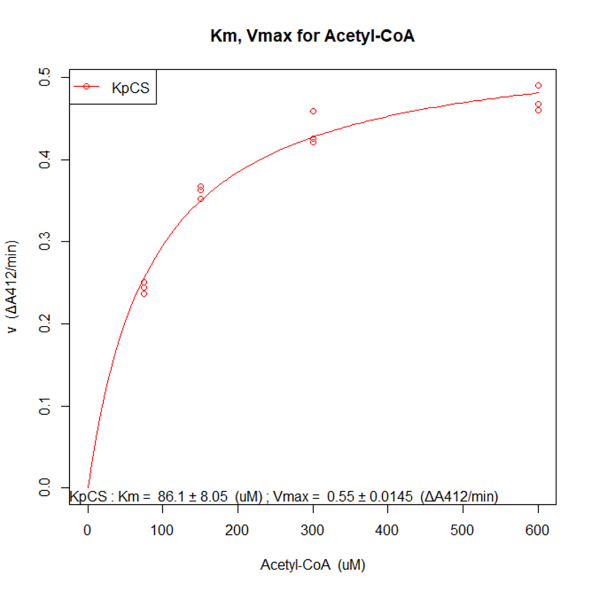 Km, Vmax for Acetyl-CoA
KpCS
0.5
0.4
0.3
0.2
0.1
0.0
v (ΔA412/min)
KpCS : Km = 86.1 ± 8.05 (uM) ; Vmax = 0.55 ± 0.0145 (ΔA412/min)
0 100 200 300 400 500 600
Acetyl-CoA (uM)